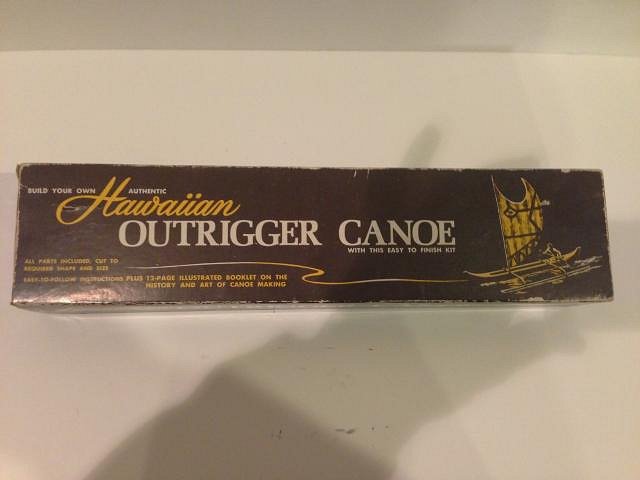 BUILD YOUR OWN AUTHENTIC
Hawaiian
OUTRIGGER CANOE
WITH THIS EASY TO FINISH KIT
ALL PARTS INCLUDED, CUT TO
REQUIRED SHAPE AND SIZE
EASY-TO-FOLLOW INSTRUCTIONS PLUS 12-PAGE ILLUSTRATED BOOKLET ON THE
HISTORY AND ART OF CANOE MAKING